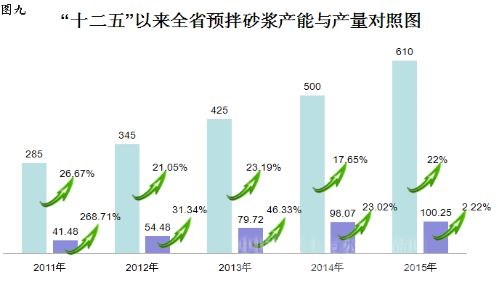 图九
“十二五”以来全省预拌砂浆产能与产量对照图
285 345 425 500 610
26.67% 21.05% 23.19% 17.65% 22%
41.48 54.48 79.72 98.07 100.25
268.71% 31.34% 46.33% 23.02% 2.22%
2011年 2012年 2013年 2014年 2015年